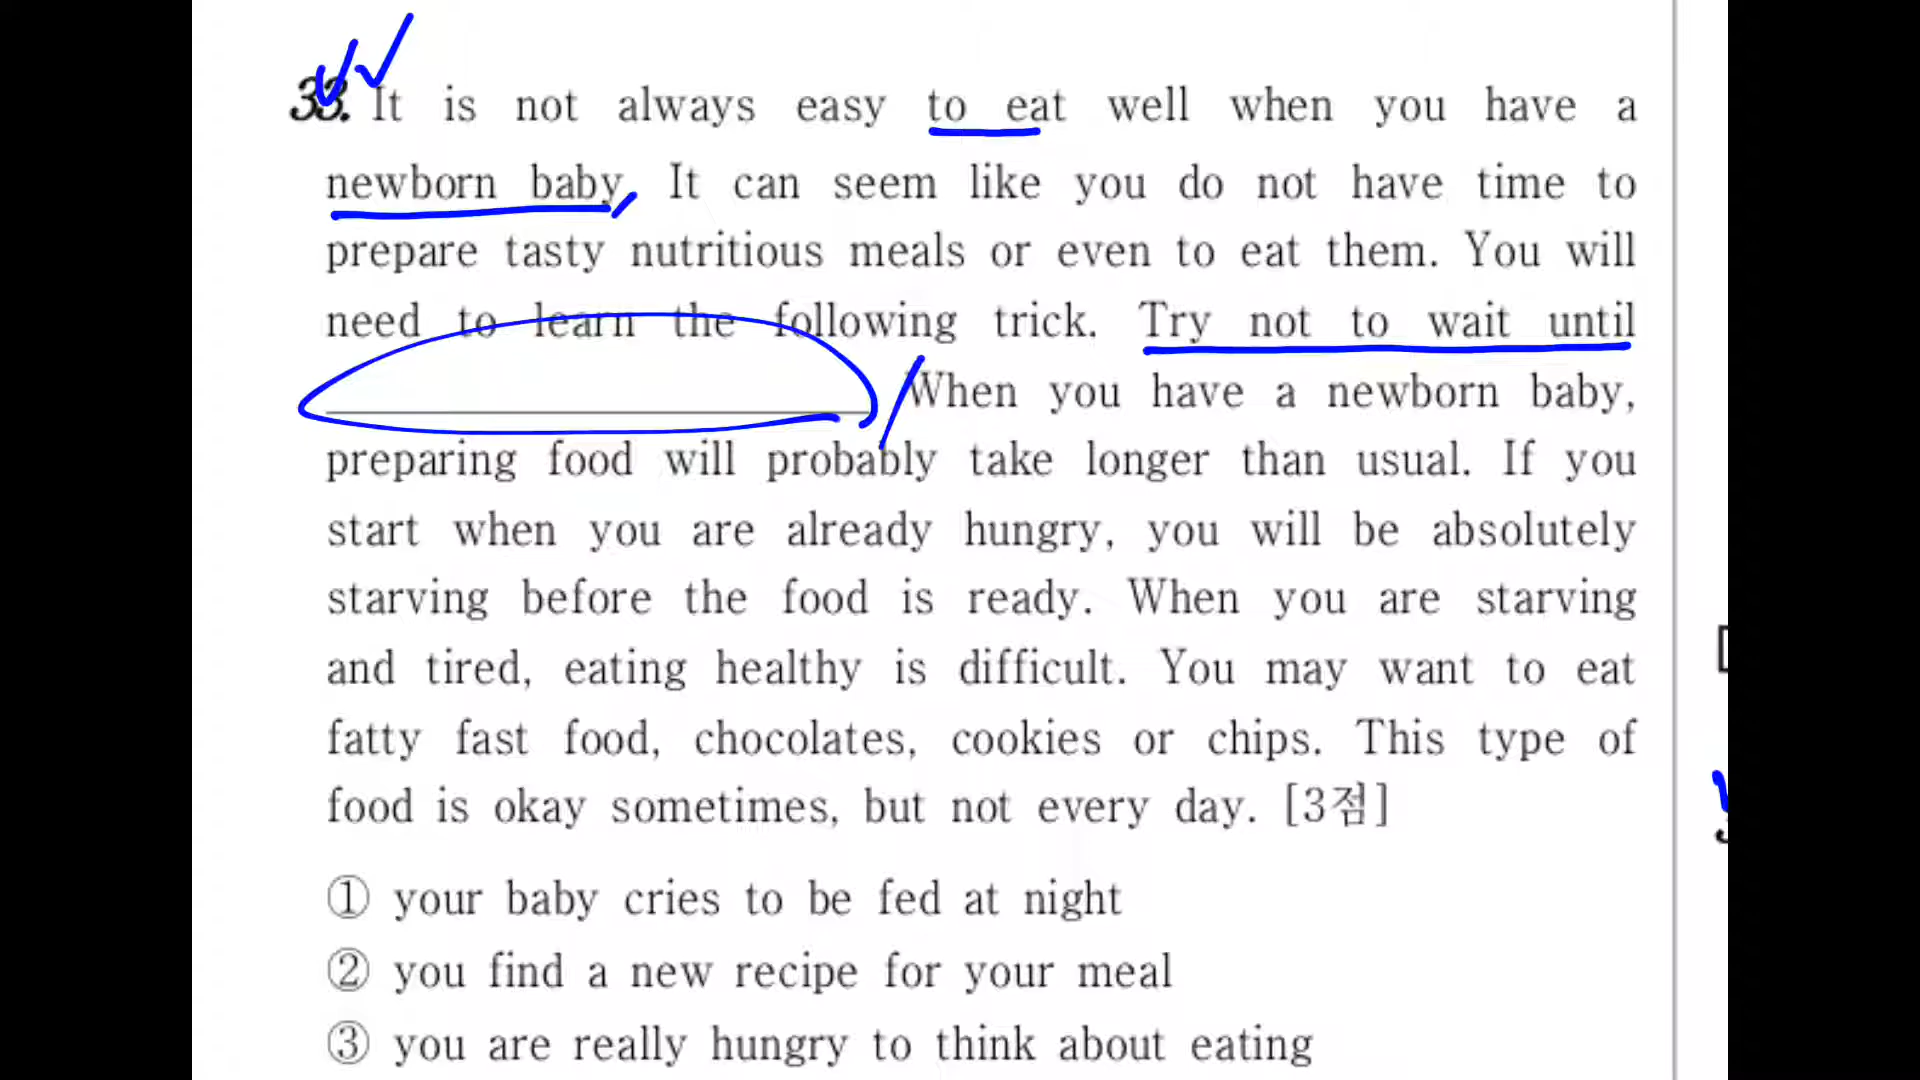 33. It is not always easy to eat well when you have a
newborn baby. It can seem like you do not have time to
prepare tasty nutritious meals or even to eat them. You will
need to learn the following trick. Try not to wait until
When you have a newborn baby,
preparing food will probably take longer than usual. If you
start when you are already hungry, you will be absolutely
starving before the food is ready. When you are starving
and tired, eating healthy is difficult. You may want to eat
fatty fast food, chocolates, cookies or chips. This type of
food is okay sometimes, but not every day. [3점]
① your baby cries to be fed at night
② you find a new recipe for your meal
③ you are really hungry to think about eating